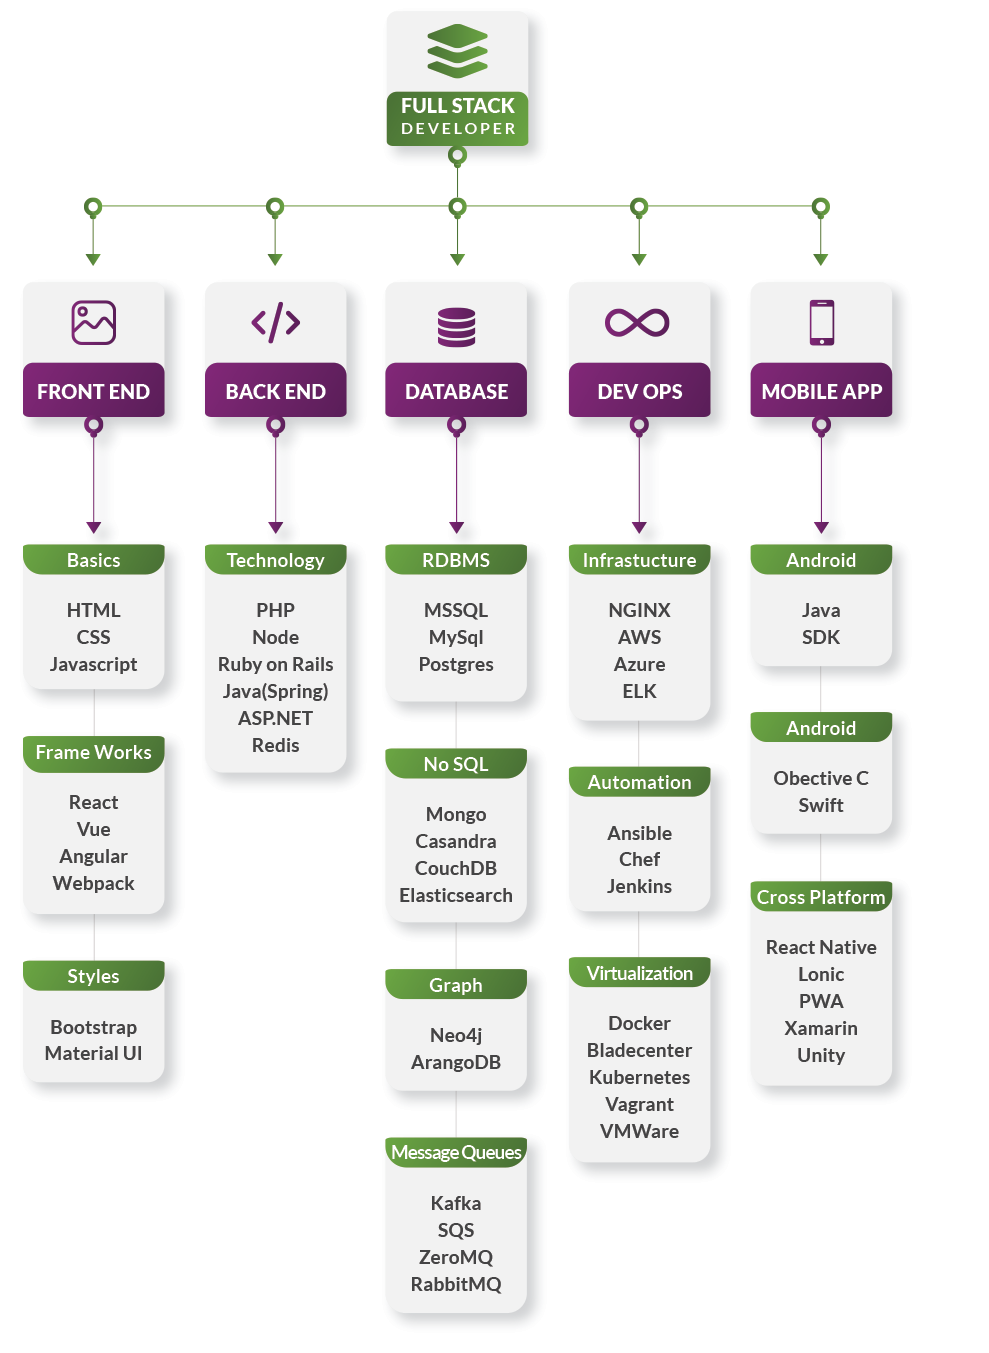 FULL STACK
DEVELOPER
FRONT END
BACK END
DATABASE
DEV OPS
MOBILE APP
Basics
HTML
CSS
Javascript
Frame Works
React
Vue
Angular
Webpack
Styles
Bootstrap
Material UI
Technology
PHP
Node
Ruby on Rails
Java(Spring)
ASP.NET
Redis
RDBMS
MSSQL
MySql
Postgres
No SQL
Mongo
Casandra
CouchDB
Elasticsearch
Graph
Neo4j
ArangoDB
Message Queues
Kafka
SQS
ZeroMQ
RabbitMQ
Infrastucture
NGINX
AWS
Azure
ELK
Automation
Ansible
Chef
Jenkins
Virtualization
Docker
Bladecenter
Kubernetes
Vagrant
VMWare
Android
Java
SDK
Android
Obective C
Swift
Cross Platform
React Native
Lonic
PWA
Xamarin
Unity